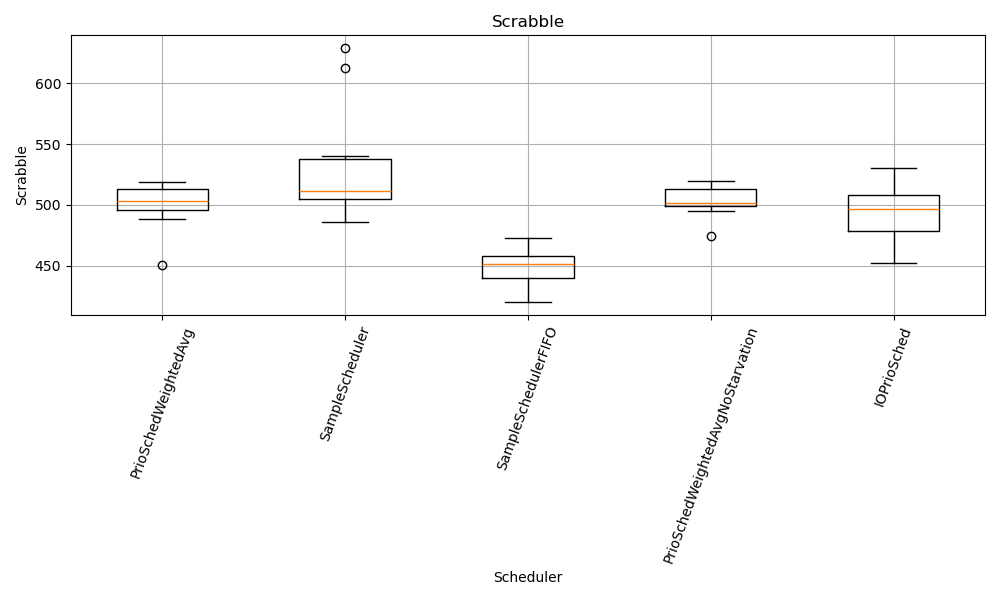 Scrabble
Scrabble
600
550
500
450
PrioSchedWeightedAvg
SampleScheduler
SampleSchedulerFIFO
PrioSchedWeightedAvgNoStarvation
IOPrioSched
Scheduler